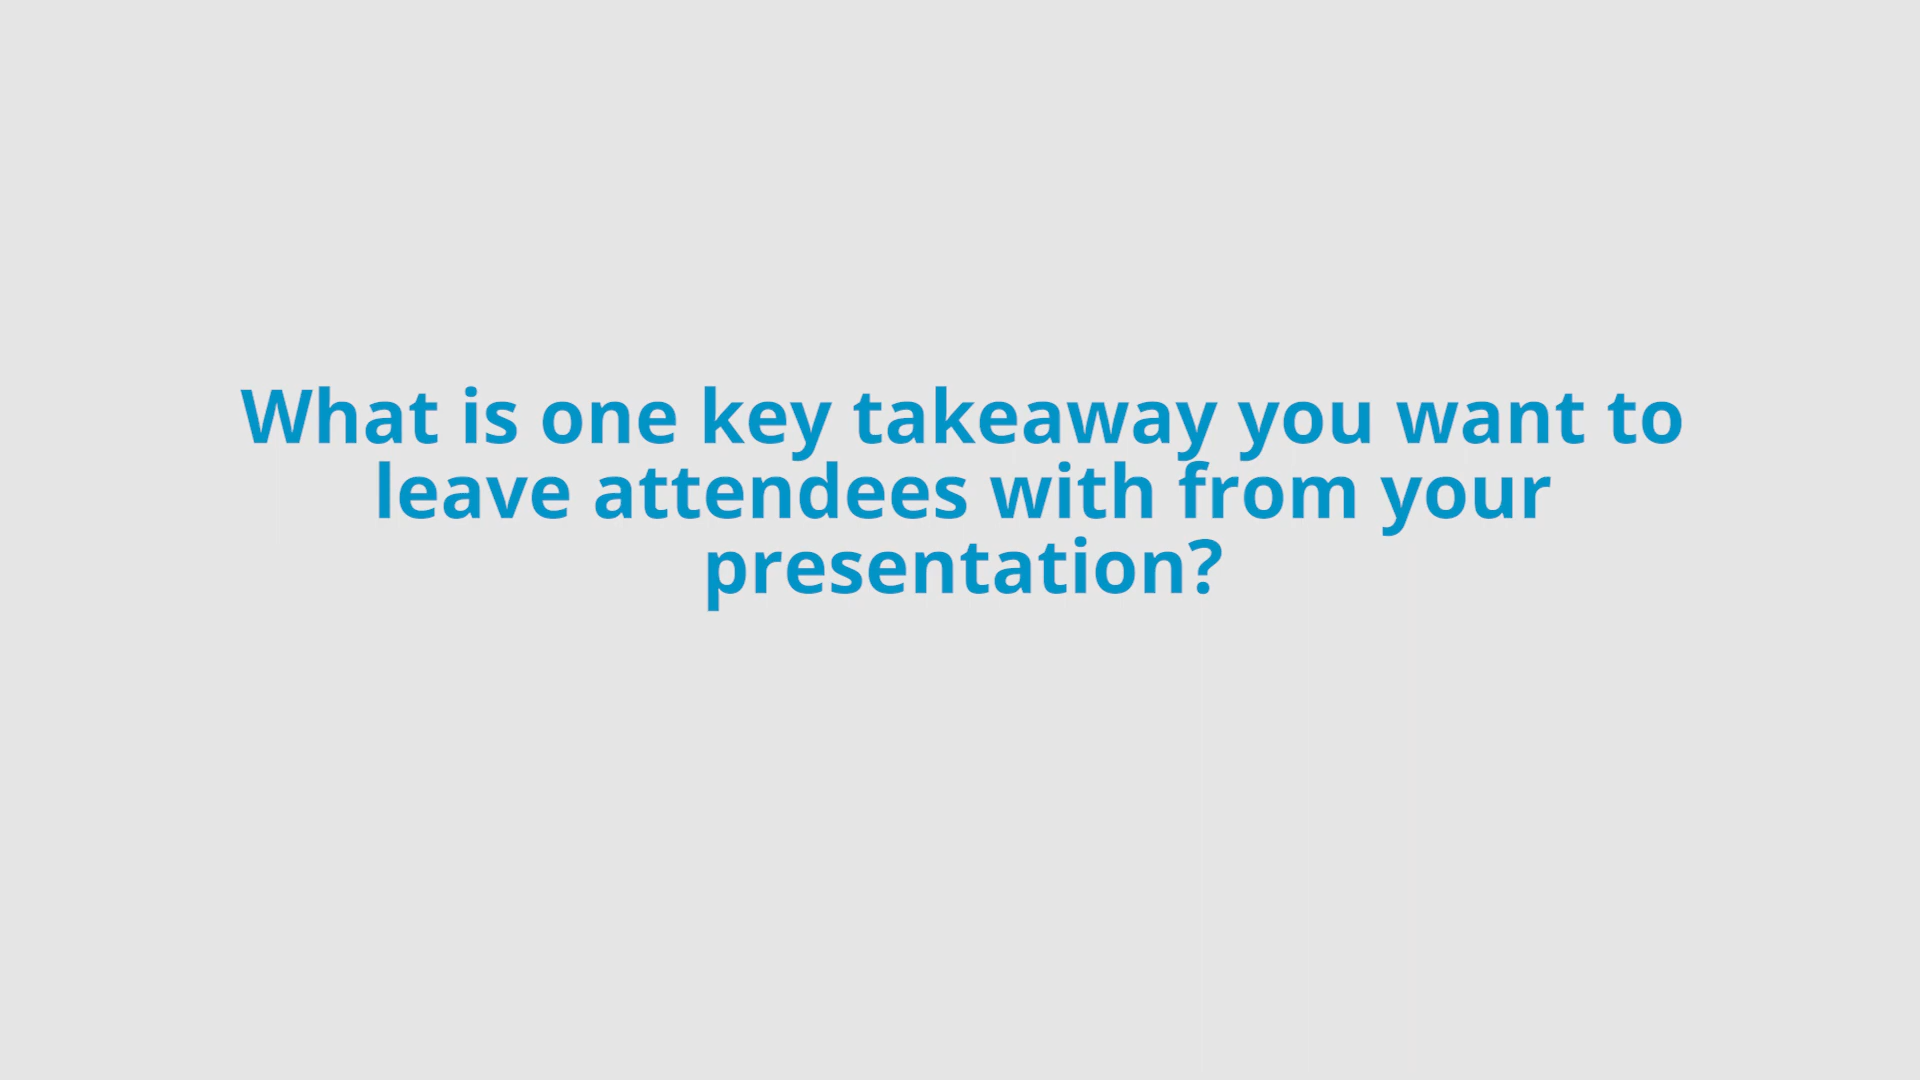 What is one key takeaway you want to
leave attendees with from your
presentation?